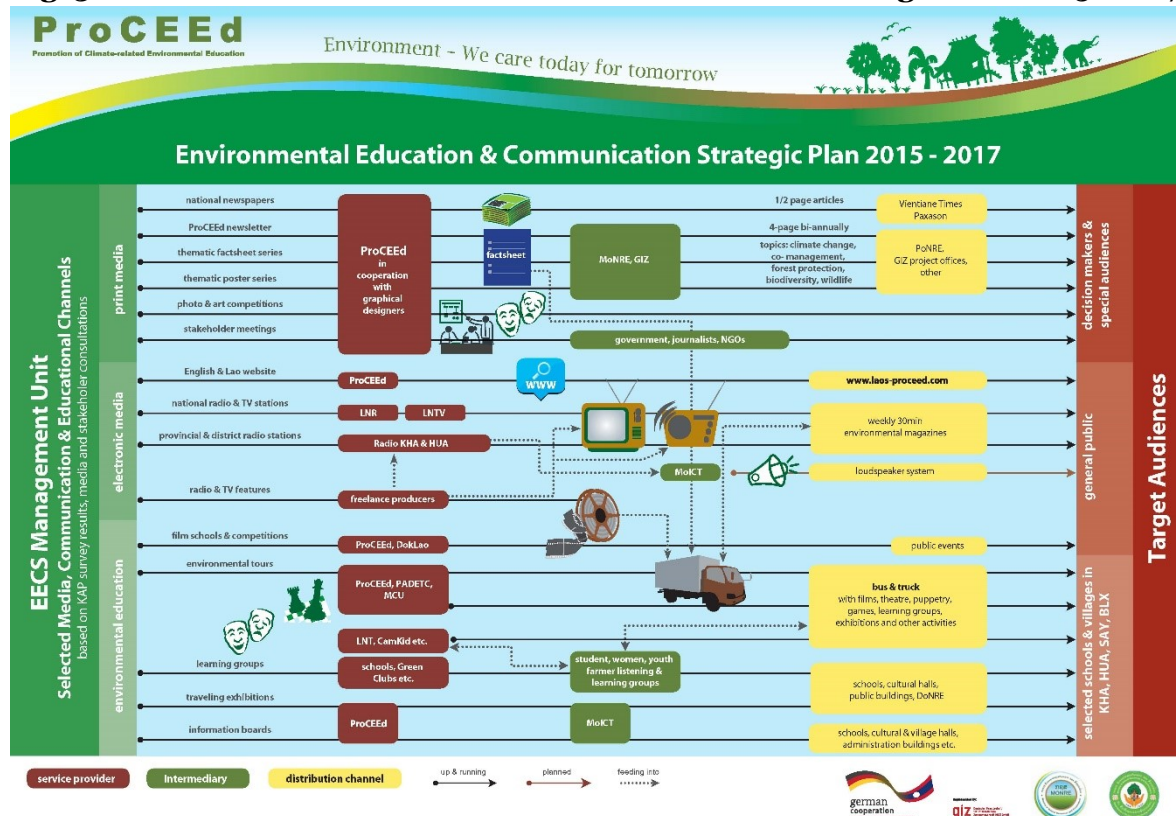 ProCEEd
Promotion of Climate-related Environmental Education
Environment - We care today for tomorrow
Environmental Education & Communication Strategic Plan 2015 - 2017
EECS Management Unit
Selected Media, Communication & Educational Channels
based on KAP survey results, media and stakeholer consultations
print media
electronic media
environmental education
national newspapers
ProCEEd newsletter
thematic factsheet series
thematic poster series
photo & art competitions
stakeholder meetings
English & Lao website
national radio & TV stations
provincial & district radio stations
radio & TV features
film schools & competitions
environmental tours
learning groups
traveling exhibitions
information boards
ProCEEd
in
cooperation
with
graphical
designers
ProCEEd
LNR
LNTV
Radio KHA & HUA
freelance producers
ProCEEd, DokLao
ProCEEd, PADETC,
MCU
LNT, CamKid etc.
schools, Green
Clubs etc.
ProCEEd
factsheet
www
MoNRE, GIZ
government, journalists, NGOs
MoICT
student, women, youth
farmer listening &
learning groups
MoICT
1/2 page articles
4-page bi-annually
topics: climate change,
co- management,
forest protection,
biodiversity, wildlife
Vientiane Times
Paxason
PoNRE,
GIZ project offices,
other
www.laos-proceed.com
weekly 30min
environmental magazines
loudspeaker system
public events
bus & truck
with films, theatre, puppetry,
games, learning groups,
exhibitions and other activities
schools, cultural halls,
public buildings, DoNRE
schools, cultural & village halls,
administration buildings etc.
decision makers &
special audiences
general public
selected schools & villages in
KHA, HUA, SAY, BLX
Target Audiences
service provider
Intermediary
distribution channel
up & running
planned
feeding into
german
cooperation
giz